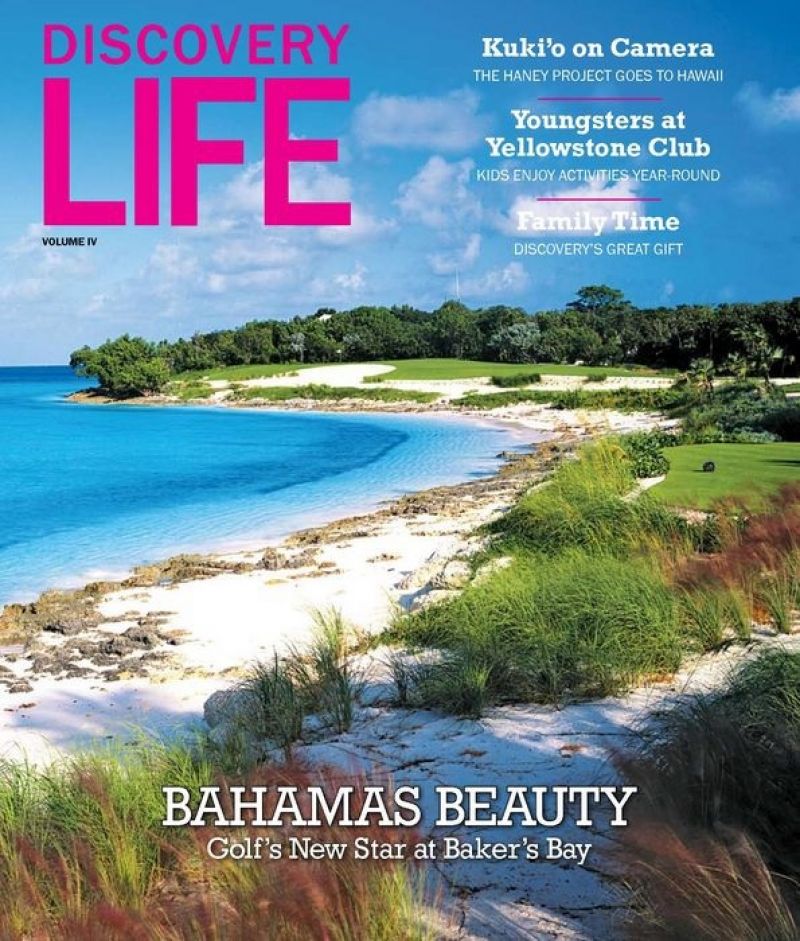 DISCOVERY
LIFE
VOLUME IV
Kuki'o on Camera
THE HANEY PROJECT GOES TO HAWAII
Youngsters at
Yellowstone Club
KIDS ENJOY ACTIVITIES YEAR-ROUND
Family Time
DISCOVERY'S GREAT GIFT
BAHAMAS BEAUTY
Golf's New Star at Baker's Bay